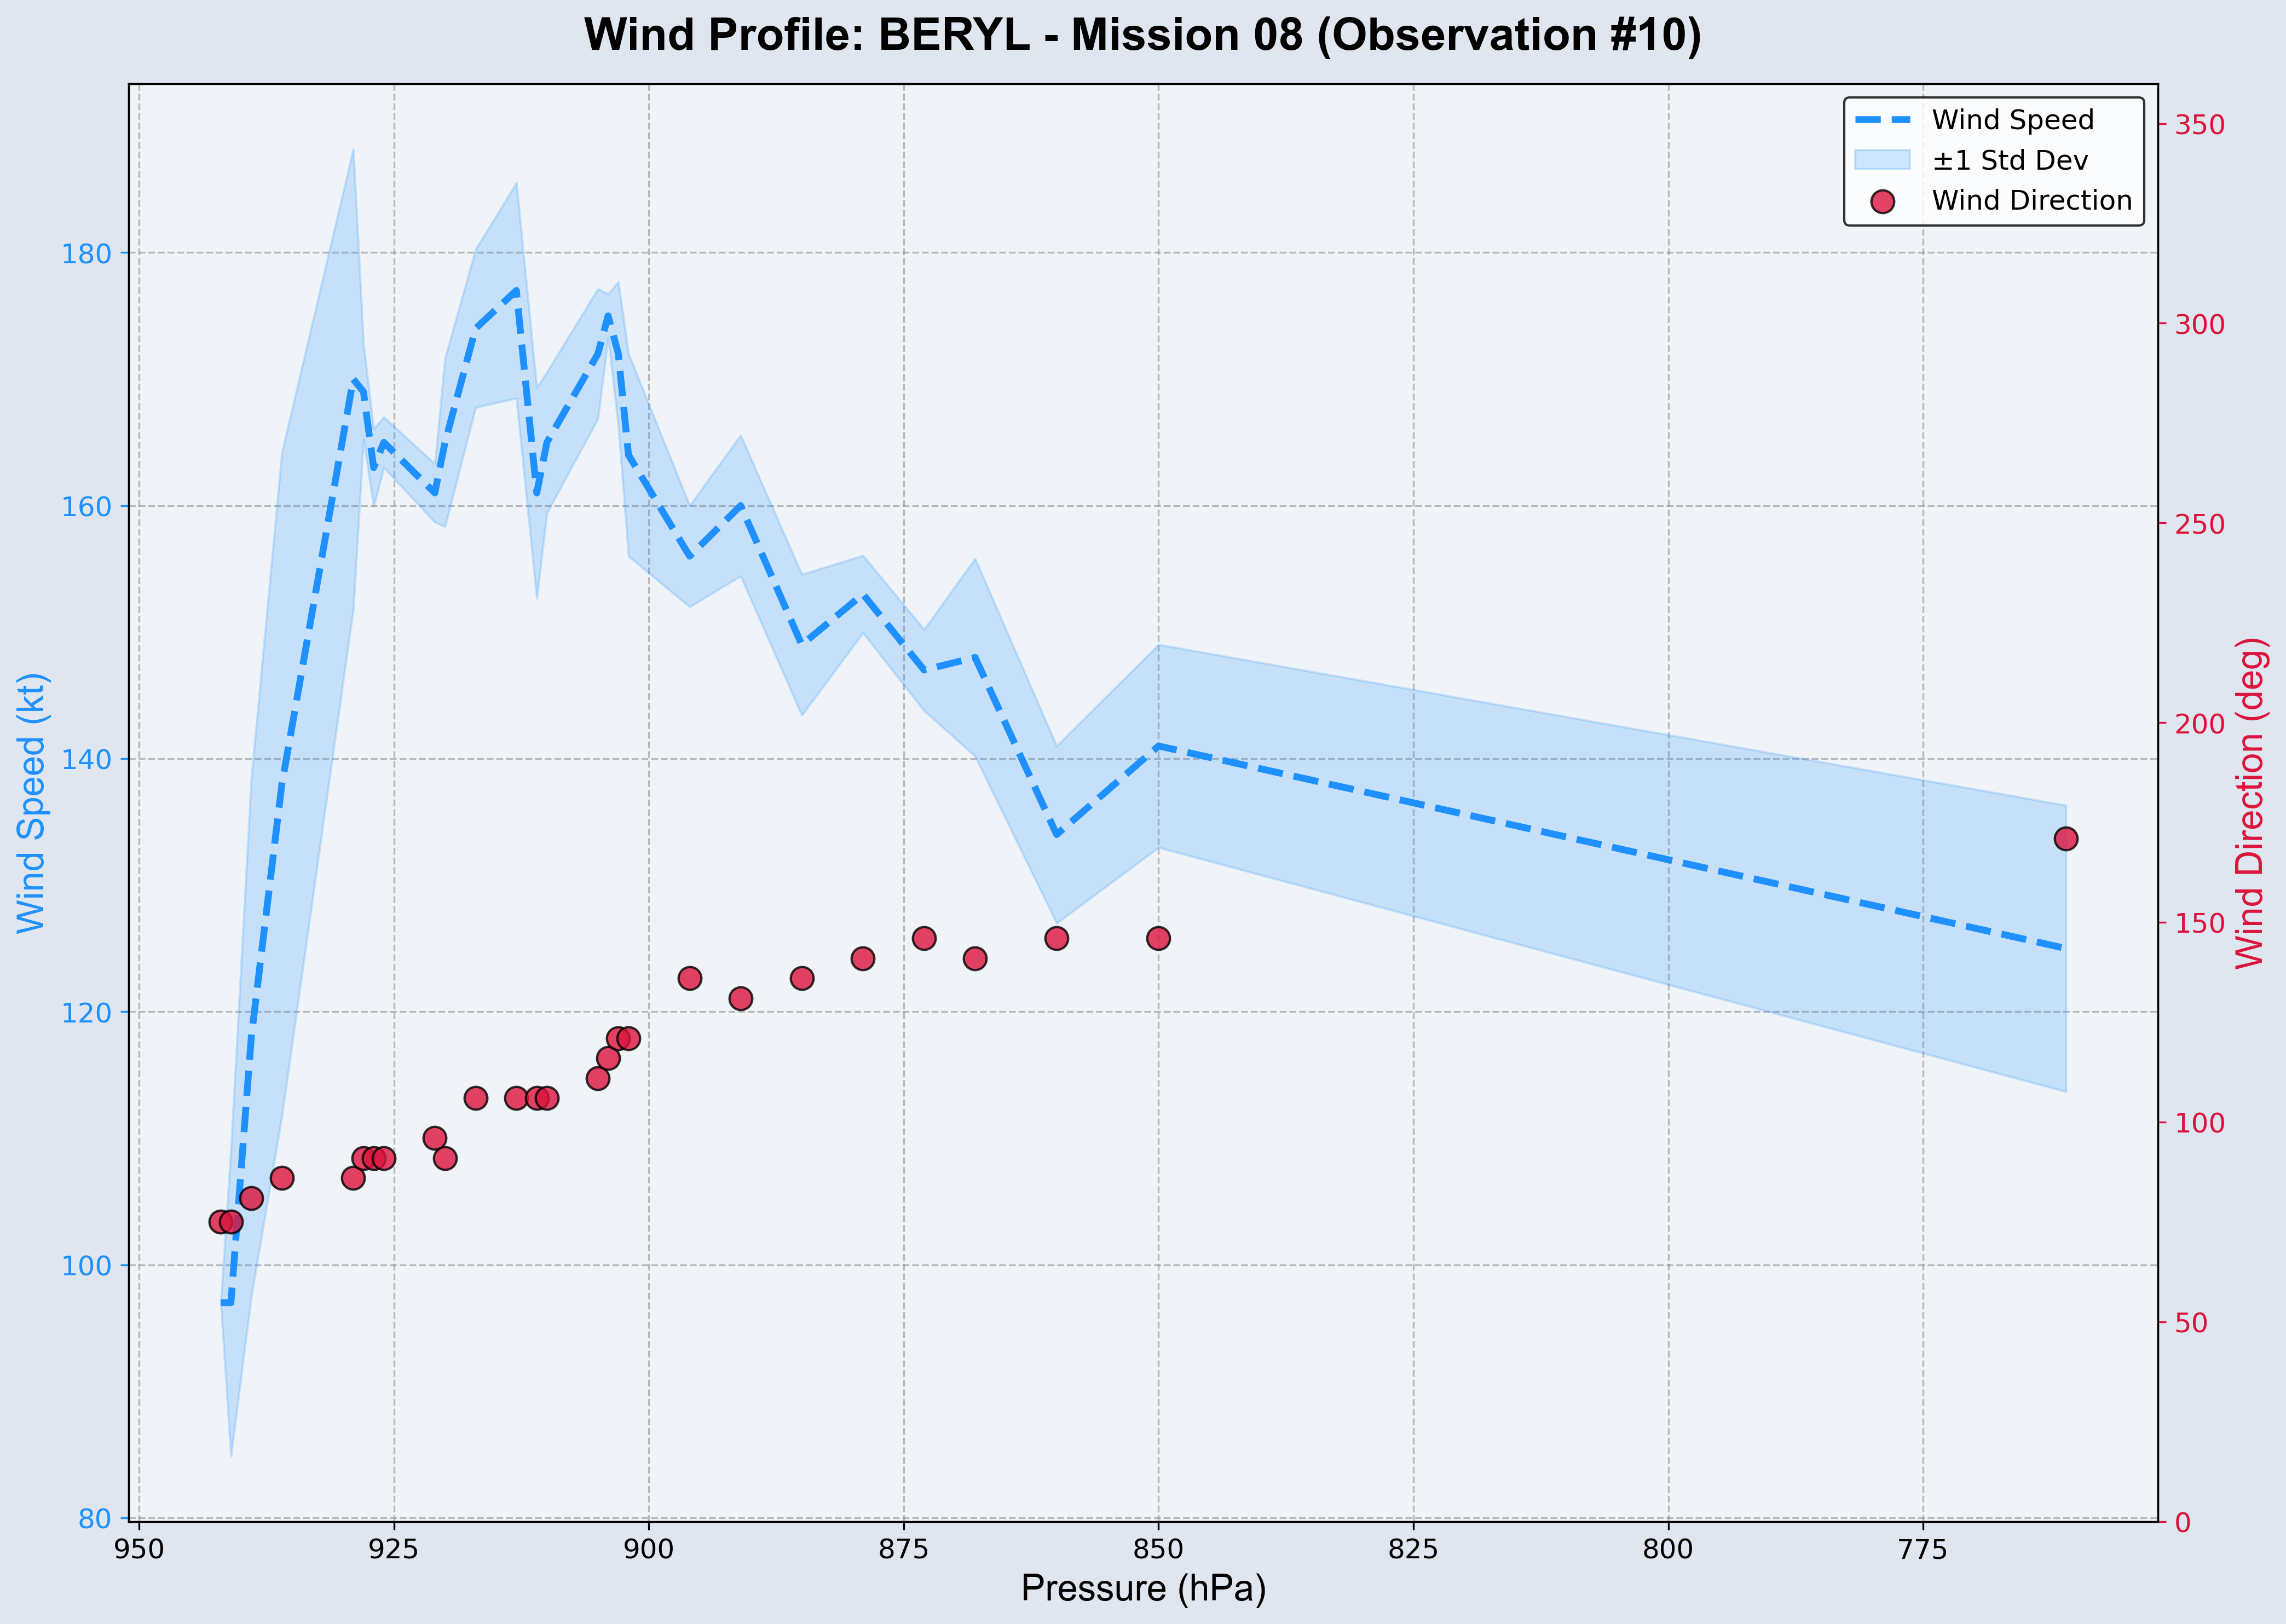 Wind Profile: BERYL - Mission 08 (Observation #10)
Wind Speed
±1 Std Dev
Wind Direction
Wind Speed (kt)
180
160
140
120
100
80
350
300
250
200
150
100
50
0
Wind Direction (deg)
950 925 900 875 850 825 800 775
Pressure (hPa)